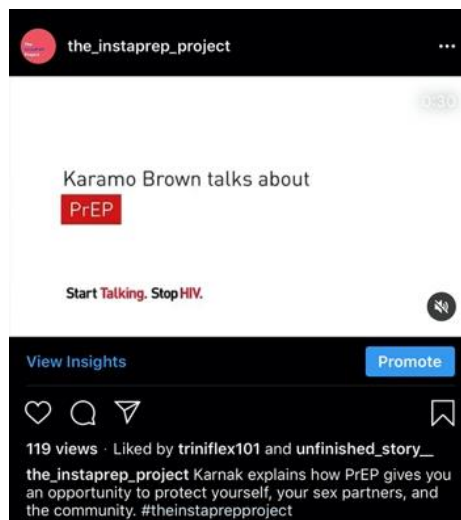 the_instaprep_project
0:30
Karamo Brown talks about
PrEP
Start Talking. Stop HIV.
View Insights
Promote
119 views · Liked by triniflex101 and unfinished_story__
the_instaprep_project Karnak explains how PrEP gives you
an opportunity to protect yourself, your sex partners, and
the community. #theinstaprepproject